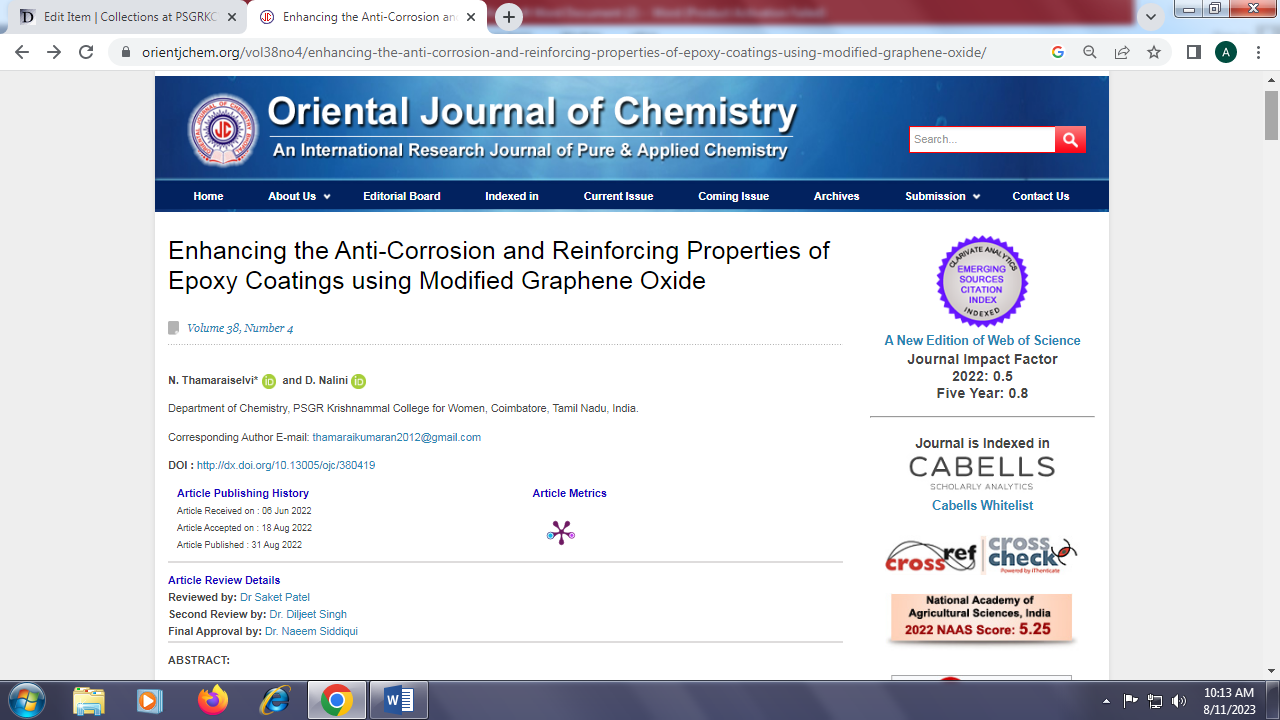 Edit Item | Collections at PSGRKC
Enhancing the Anti-Corrosion an
orientjchem.org/vol38no4/enhancing-the-anti-corrosion-and-reinforcing-properties-of-epoxy-coatings-using-modified-graphene-oxide/
A
Oriental Journal of Chemistry
An International Research Journal of Pure & Applied Chemistry
Search...
Home About Us Editorial Board Indexed in Current Issue Coming Issue Archives Submission Contact Us
Enhancing the Anti-Corrosion and Reinforcing Properties of
Epoxy Coatings using Modified Graphene Oxide
Volume 38, Number 4
N. Thamaraiselvi* iD and D. Nalini iD
Department of Chemistry, PSGR Krishnammal College for Women, Coimbatore, Tamil Nadu, India.
Corresponding Author E-mail: thamaraikumaran2012@gmail.com
DOI : http://dx.doi.org/10.13005/ojc/380419
Article Publishing History
Article Received on : 06 Jun 2022
Article Accepted on : 18 Aug 2022
Article Published : 31 Aug 2022
Article Metrics
Article Review Details
Reviewed by: Dr Saket Patel
Second Review by: Dr. Diljeet Singh
Final Approval by: Dr. Naeem Siddiqui
ABSTRACT:
CLARIVATE ANALYTICS
EMERGING
SOURCES
CITATION
INDEX
INDEXED
A New Edition of Web of Science
Journal Impact Factor
2022: 0.5
Five Year: 0.8
Journal is Indexed in
CABELLS
SCHOLARLY ANALYTICS
Cabells Whitelist
crossref
cross
check
Powered by iThenticate
National Academy of
Agricultural Sciences, India
2022 NAAS Score: 5.25
10:13 AM
8/11/2023